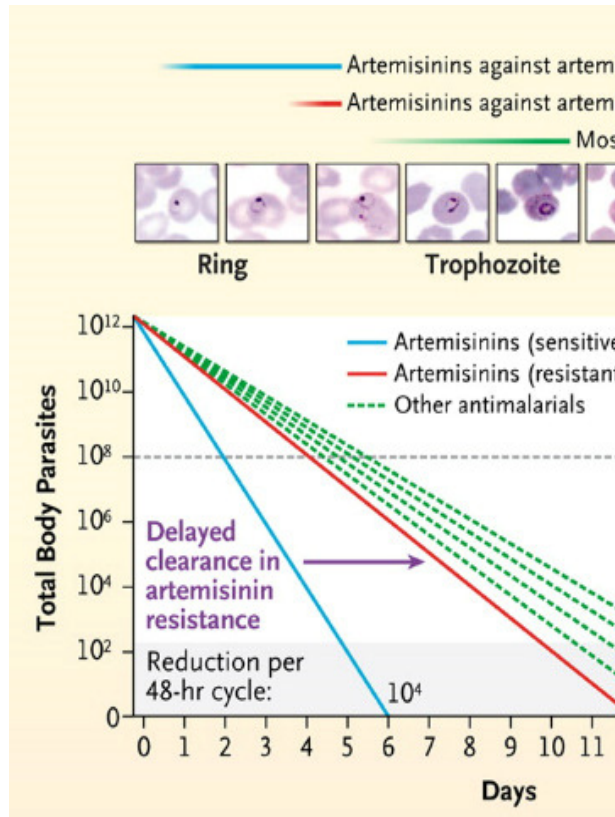 Artemisinins against artem
Artemisinins against artem
Mos
Ring
Trophozoite
Total Body Parasites
10¹²
10¹⁰
10⁸
10⁶
10⁴
10²
0
Artemisinins (sensitive
Artemisinins (resistant
Other antimalarials
Delayed
clearance in
artemisinin
resistance
Reduction per
48-hr cycle:
10⁴
0 1 2 3 4 5 6 7 8 9 10 11
Days